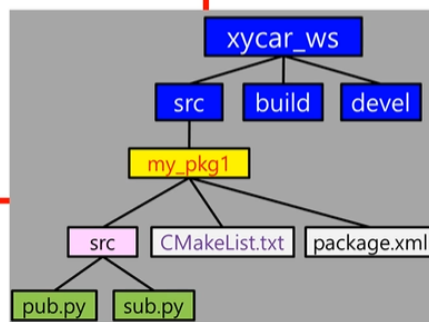 xycar_ws
src
build
devel
my_pkg1
src
CMakeList.txt
package.xml
pub.py
sub.py